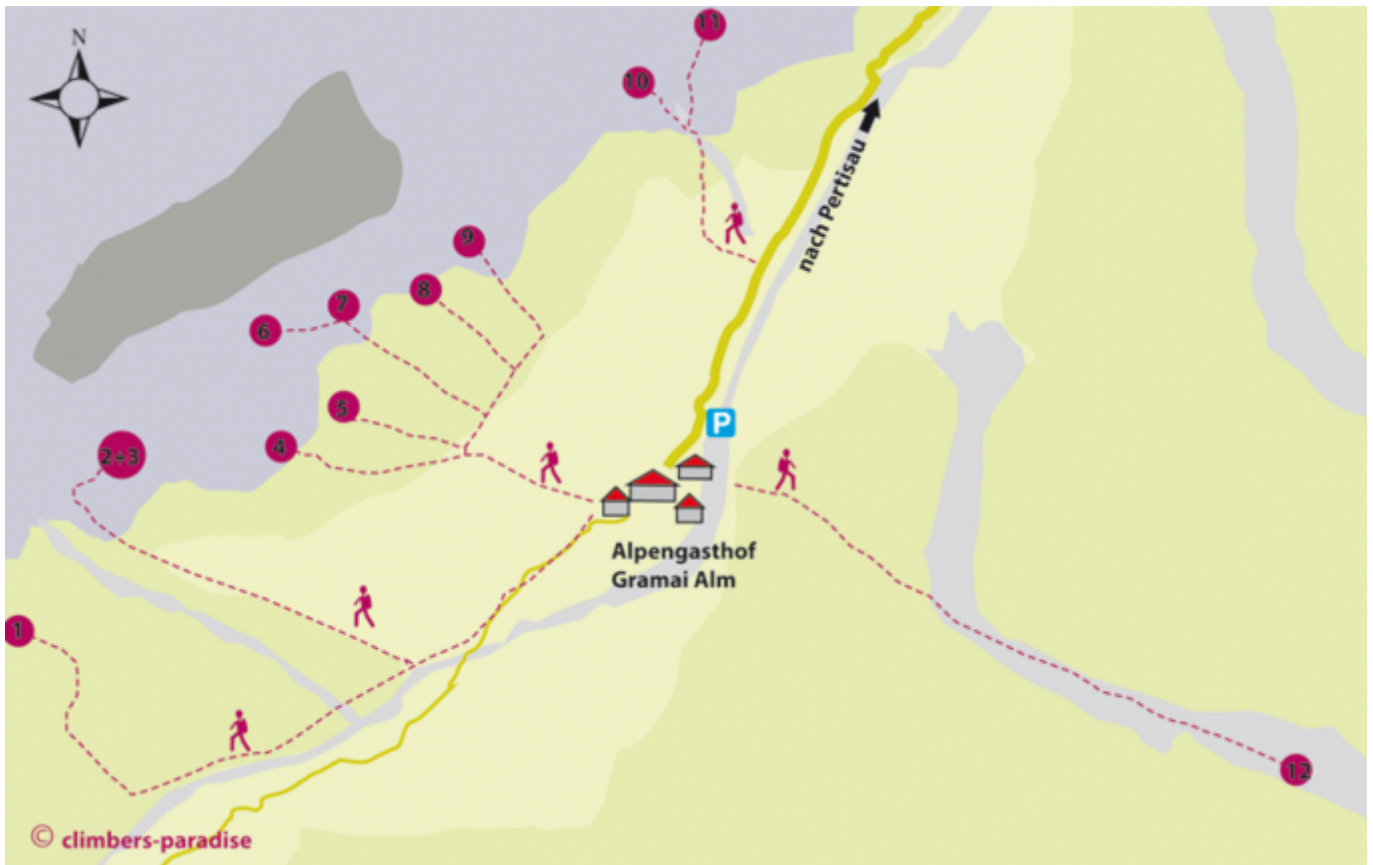 N
11
10
nach Pertisau
9
8
7
6
5
4
2+3
P
Alpengasthof
Gramai Alm
1
12
© climbers-paradise